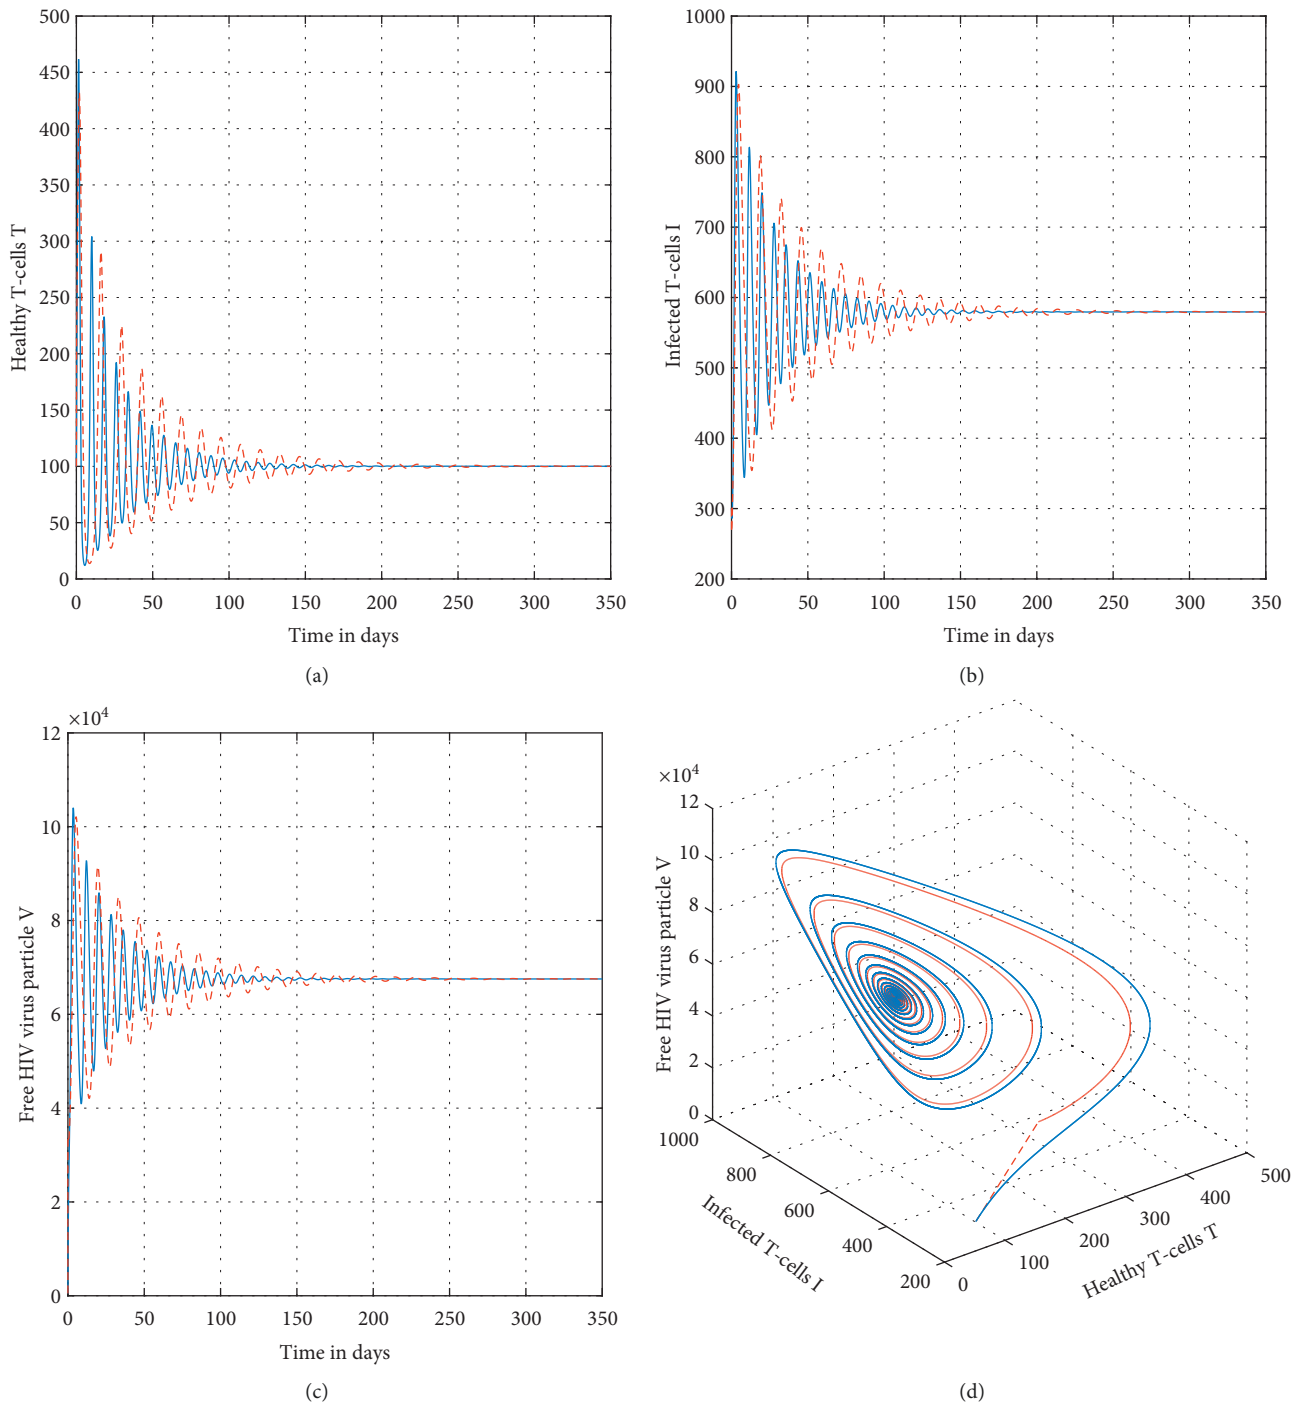 500
450
400
350
300
250
200
150
100
50
0
Healthy T-cells T
0 50 100 150 200 250 300 350
Time in days
(a)
1000
900
800
700
600
500
400
300
200
Infected T-cells I
0 50 100 150 200 250 300 350
Time in days
(b)
×10⁴
12
10
8
6
4
2
0
Free HIV virus particle V
0 50 100 150 200 250 300 350
Time in days
(c)
×10⁴
12
10
8
6
4
2
0
Free HIV virus particle V
1000
800
600
400
200
Infected T-cells I
0
100
200
300
400
500
Healthy T-cells T
(d)